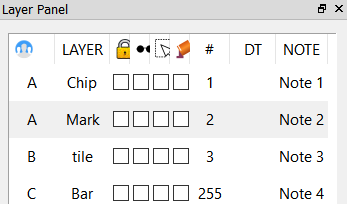 Layer Panel
LAYER # DT NOTE
A Chip 1 Note 1
A Mark 2 Note 2
B tile 3 Note 3
C Bar 255 Note 4